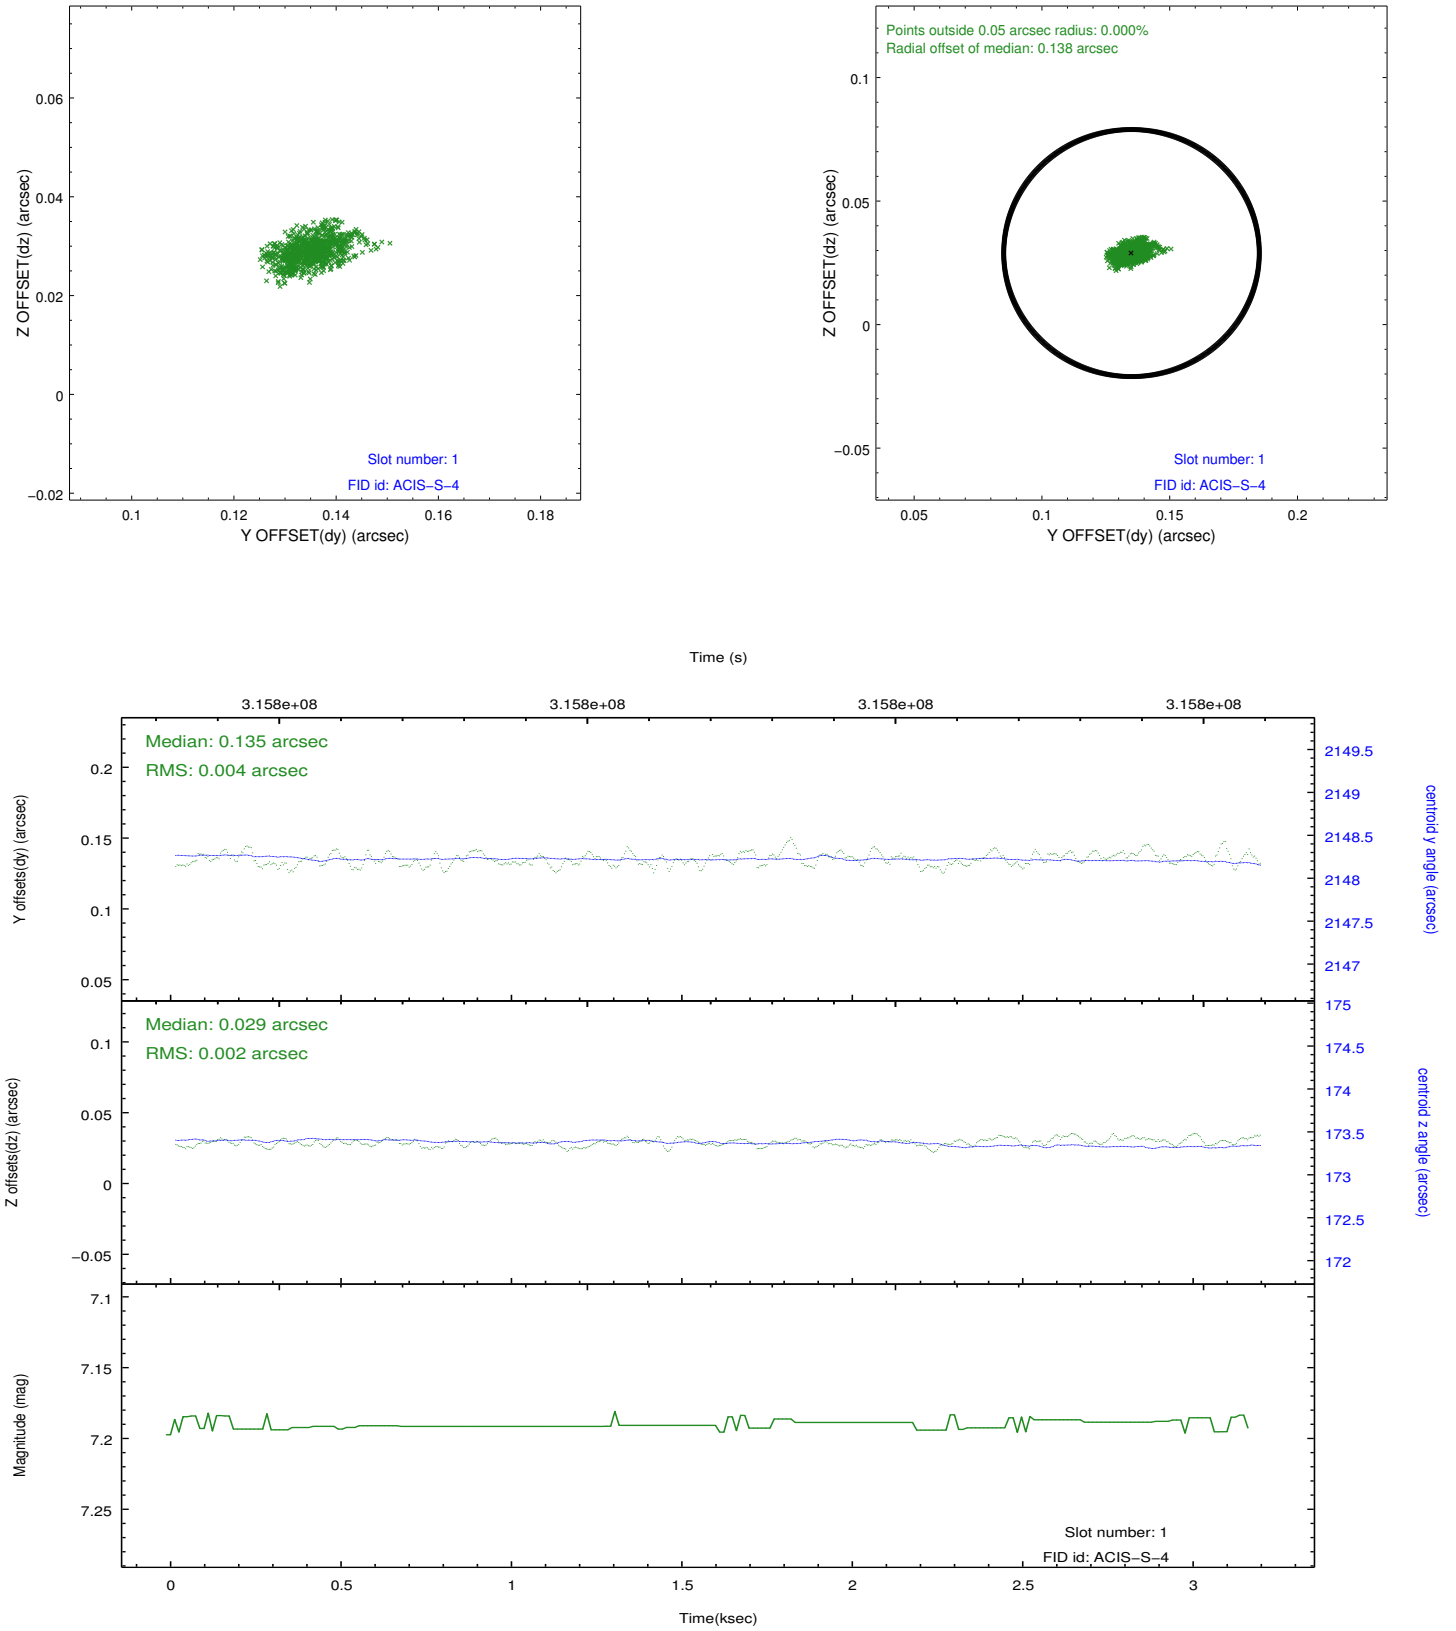 0.06
0.04
0.02
0
−0.02
Z OFFSET(dz) (arcsec)
Slot number: 1
FID id: ACIS−S−4
0.1 0.12 0.14 0.16 0.18
Y OFFSET(dy) (arcsec)
Points outside 0.05 arcsec radius: 0.000%
Radial offset of median: 0.138 arcsec
0.1
0.05
0
−0.05
Z OFFSET(dz) (arcsec)
Slot number: 1
FID id: ACIS−S−4
0.05 0.1 0.15 0.2
Y OFFSET(dy) (arcsec)
Time (s)
3.158e+08 3.158e+08 3.158e+08 3.158e+08
Median: 0.135 arcsec
RMS: 0.004 arcsec
0.2
0.15
0.1
0.05
Y offsets(dy) (arcsec)
2149.5
2149
2148.5
2148
2147.5
2147
centroid y angle (arcsec)
Median: 0.029 arcsec
RMS: 0.002 arcsec
0.1
0.05
0
−0.05
Z offsets(dz) (arcsec)
175
174.5
174
173.5
173
172.5
172
centroid z angle (arcsec)
7.1
7.15
7.2
7.25
Magnitude (mag)
Slot number: 1
FID id: ACIS−S−4
0 0.5 1 1.5 2 2.5 3
Time(ksec)